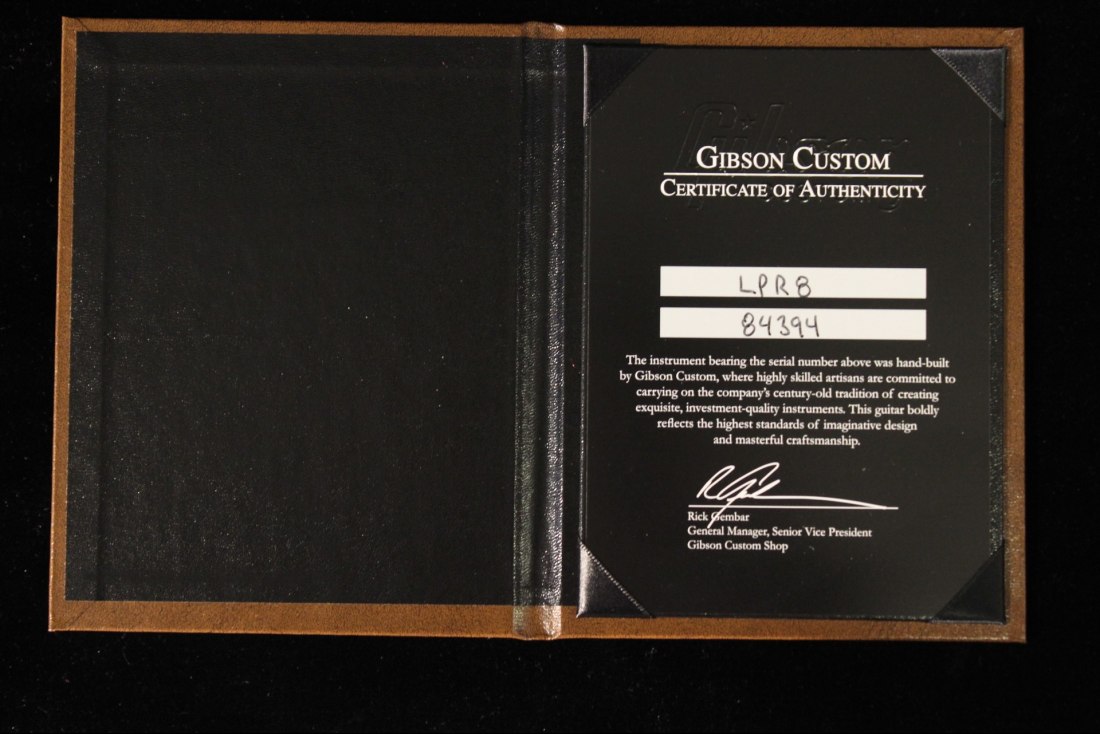 Gibson
GIBSON CUSTOM
CERTIFICATE OF AUTHENTICITY
LPR8
84394
The instrument bearing the serial number above was hand-built
by Gibson Custom, where highly skilled artisans are committed to
carrying on the company's century-old tradition of creating
exquisite, investment-quality instruments. This guitar boldly
reflects the highest standards of imaginative design
and masterful craftsmanship.
Rick Gembar
General Manager, Senior Vice President
Gibson Custom Shop